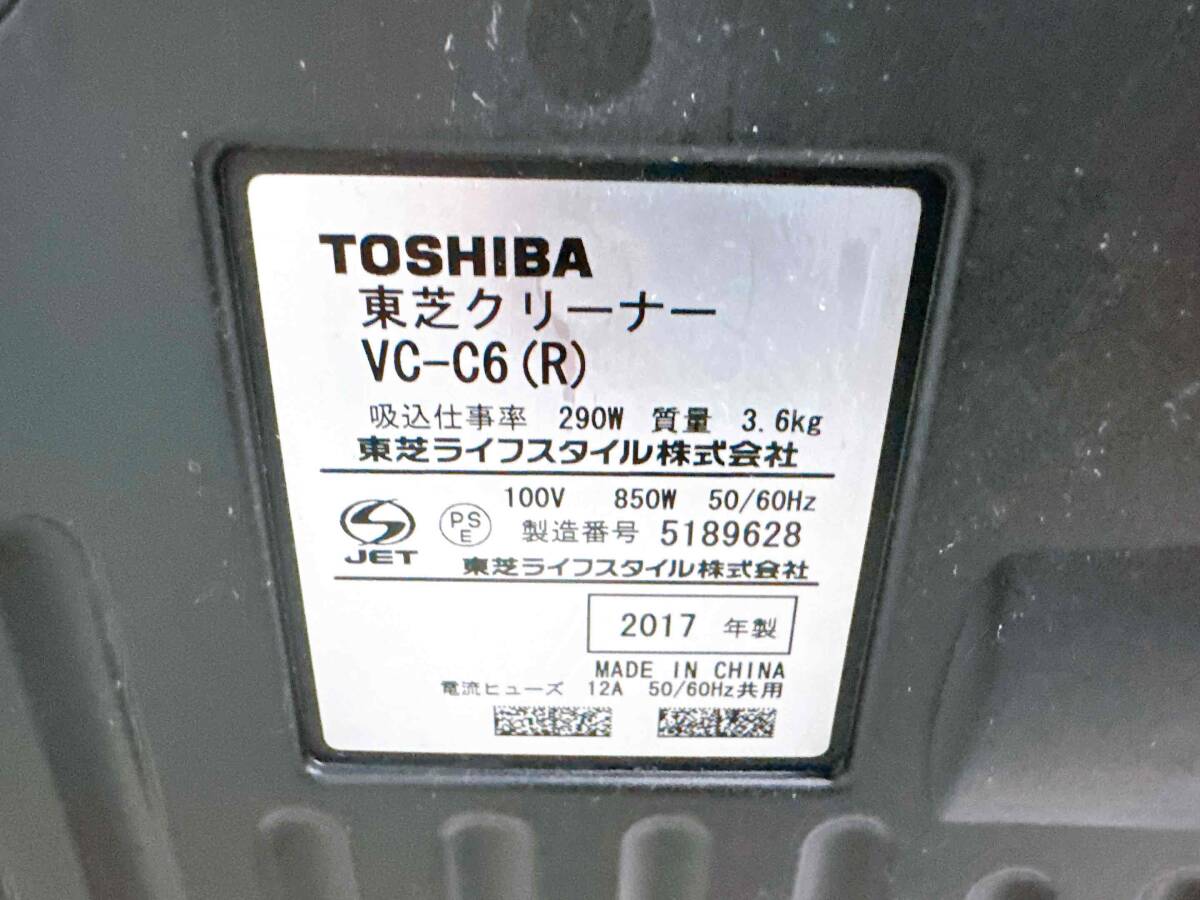 TOSHIBA
東芝クリーナー
VC-C6(R)
吸込仕事率 290W 質量 3.6kg
東芝ライフスタイル株式会社
100V 850W 50/60Hz
JET PS E 製造番号 5189628
東芝ライフスタイル株式会社
2017 年製
MADE IN CHINA
電流ヒューズ 12A 50/60Hz共用